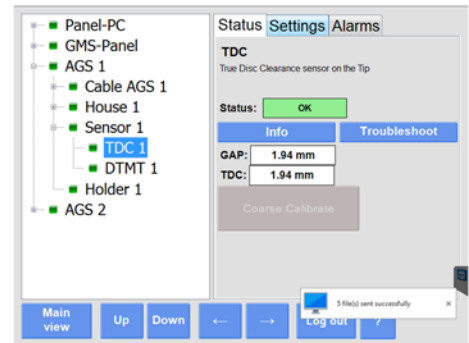 Panel-PC
GMS-Panel
AGS 1
Cable AGS 1
House 1
Sensor 1
TDC 1
DTMT 1
Holder 1
AGS 2
Status Settings Alarms
TDC
True Disc Clearance sensor on the Tip
Status: OK
Info Troubleshoot
GAP: 1.94 mm
TDC: 1.94 mm
Coarse Calibrate
5 file(s) sent successfully
Main view
Up Down ← → Log out ?